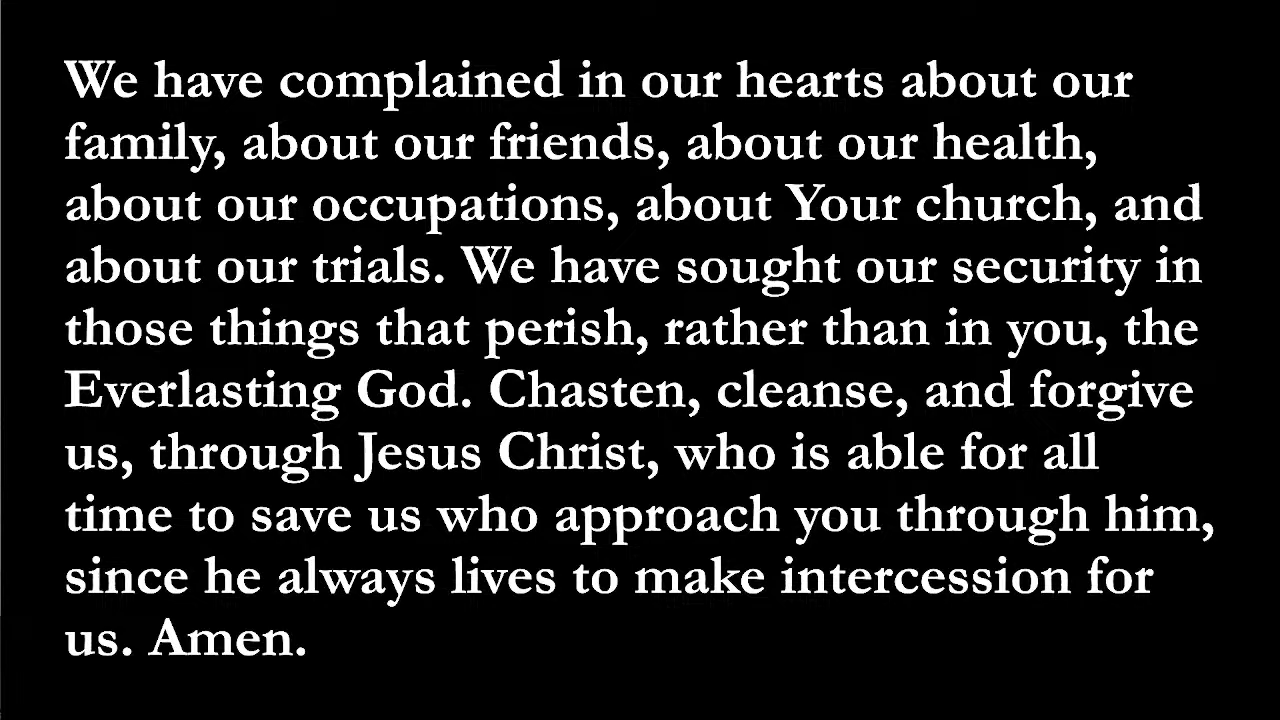 We have complained in our hearts about our
family, about our friends, about our health,
about our occupations, about Your church, and
about our trials. We have sought our security in
those things that perish, rather than in you, the
Everlasting God. Chasten, cleanse, and forgive
us, through Jesus Christ, who is able for all
time to save us who approach you through him,
since he always lives to make intercession for
us. Amen.